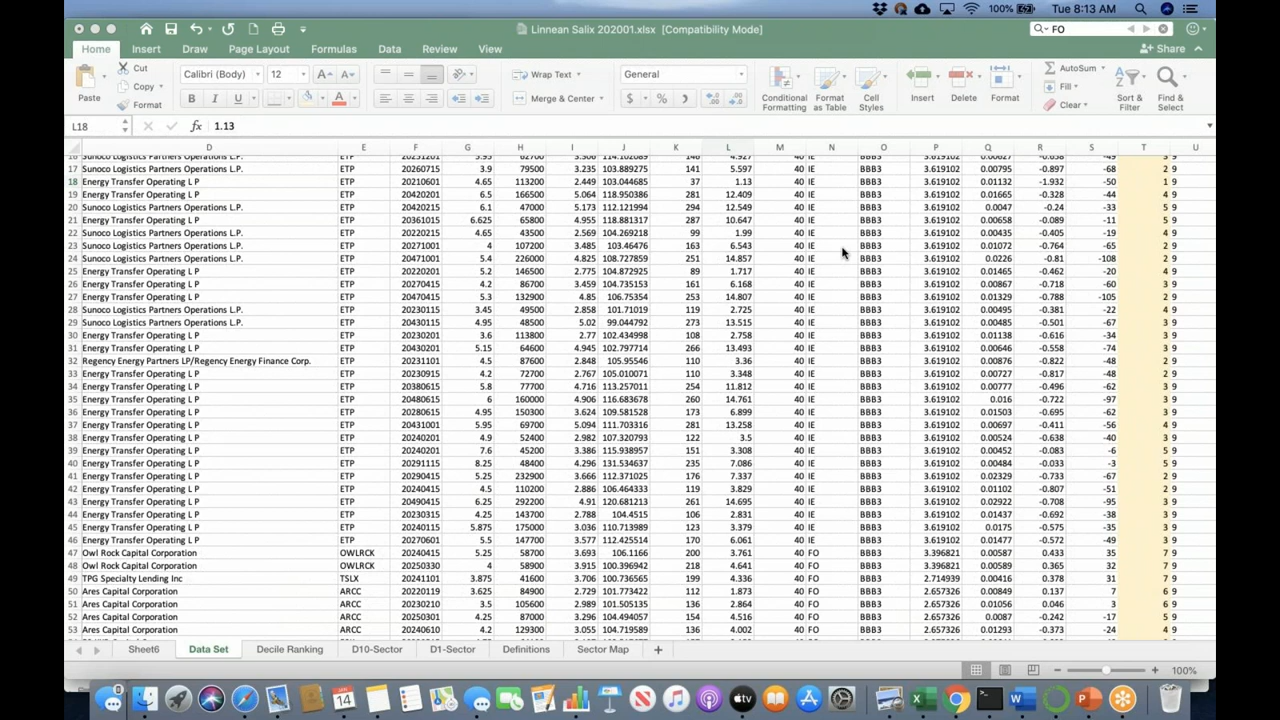 100% Tue 8:13 AM
Linnean Salix 202001.xlsx [Compatibility Mode] FO
Home Insert Draw Page Layout Formulas Data Review View Share
Paste Cut Copy Format Calibri (Body) 12 A A Wrap Text General Conditional Formatting Format as Table Cell Styles Insert Delete Format AutoSum Fill Clear Sort & Filter Find & Select
B I U A Merge & Center $ % )
L18 fx 1.13
D E F G H I J K L M N O P Q R S T U
16 Sunoco Logistics Partners Operations L.P. ETP 20251201 5.95 62700 3.306 114.102089 146 4.927 40 IE BBB3 3.619102 0.00627 -0.638 -49 3 9
17 Sunoco Logistics Partners Operations L.P. ETP 20260715 3.9 79500 3.235 103.889275 141 5.597 40 IE BBB3 3.619102 0.00795 -0.897 -68 2 9
18 Energy Transfer Operating L P ETP 20210601 4.65 113200 2.449 103.044685 37 1.13 40 IE BBB3 3.619102 0.01132 -1.932 -50 1 9
19 Energy Transfer Operating L P ETP 20420201 6.5 166500 5.064 118.950386 281 12.409 40 IE BBB3 3.619102 0.01665 -0.328 -44 4 9
20 Sunoco Logistics Partners Operations L.P. ETP 20420215 6.1 47000 5.173 112.121994 294 12.549 40 IE BBB3 3.619102 0.0047 -0.24 -33 5 9
21 Energy Transfer Operating L P ETP 20361015 6.625 65800 4.955 118.881317 287 10.647 40 IE BBB3 3.619102 0.00658 -0.089 -11 5 9
22 Sunoco Logistics Partners Operations L.P. ETP 20220215 4.65 43500 2.569 104.269218 99 1.99 40 IE BBB3 3.619102 0.00435 -0.405 -19 4 9
23 Energy Transfer Operating L P ETP 20271001 4 107200 3.485 103.46476 163 6.543 40 IE BBB3 3.619102 0.01072 -0.764 -65 2 9
24 Sunoco Logistics Partners Operations L.P. ETP 20471001 5.4 226000 4.825 108.727859 251 14.857 40 IE BBB3 3.619102 0.0226 -0.81 -108 2 9
25 Energy Transfer Operating L P ETP 20220201 5.2 146500 2.775 104.872925 89 1.717 40 IE BBB3 3.619102 0.01465 -0.462 -20 4 9
26 Energy Transfer Operating L P ETP 20270201 4.2 86700 3.459 104.735153 161 6.168 40 IE BBB3 3.619102 0.00867 -0.718 -60 3 9
27 Energy Transfer Operating L P ETP 20470415 5.3 132900 4.85 106.75354 253 14.807 40 IE BBB3 3.619102 0.01329 -0.788 -105 2 9
28 Sunoco Logistics Partners Operations L.P. ETP 20230115 3.45 49500 2.858 101.71019 119 2.725 40 IE BBB3 3.619102 0.00495 -0.381 -22 4 9
29 Sunoco Logistics Partners Operations L.P. ETP 20430115 4.95 48500 5.02 99.044792 273 13.515 40 IE BBB3 3.619102 0.00485 -0.501 -67 3 9
30 Energy Transfer Operating L P ETP 20230201 3.6 113800 2.77 102.434998 108 2.758 40 IE BBB3 3.619102 0.01138 -0.616 -34 3 9
31 Energy Transfer Operating L P ETP 20430201 5.15 64600 4.945 102.797714 266 13.493 40 IE BBB3 3.619102 0.00646 -0.558 -74 3 9
32 Regency Energy Partners LP/Regency Energy Finance Corp. ETP 20231101 4.5 87600 2.848 105.95546 110 3.36 40 IE BBB3 3.619102 0.00876 -0.822 -48 2 9
33 Energy Transfer Operating L P ETP 20230915 4.2 72700 2.767 105.010071 110 3.348 40 IE BBB3 3.619102 0.00727 -0.817 -48 2 9
34 Energy Transfer Operating L P ETP 20380615 5.8 77700 4.716 113.257011 254 11.812 40 IE BBB3 3.619102 0.00777 -0.496 -62 3 9
35 Energy Transfer Operating L P ETP 20480615 6 160000 4.906 116.683678 260 14.761 40 IE BBB3 3.619102 0.016 -0.722 -97 3 9
36 Energy Transfer Operating L P ETP 20280615 4.95 150300 3.624 109.581528 173 6.899 40 IE BBB3 3.619102 0.01503 -0.695 -62 3 9
37 Energy Transfer Operating L P ETP 20431001 5.95 69700 5.094 111.703316 281 13.258 40 IE BBB3 3.619102 0.00697 -0.411 -56 4 9
38 Energy Transfer Operating L P ETP 20240201 4.9 52400 2.982 107.320793 122 3.5 40 IE BBB3 3.619102 0.00524 -0.638 -40 3 9
39 Energy Transfer Operating L P ETP 20240201 7.6 45200 3.386 115.938957 151 3.308 40 IE BBB3 3.619102 0.00452 -0.083 -6 5 9
40 Energy Transfer Operating L P ETP 20291115 8.25 48400 4.296 131.534637 235 7.086 40 IE BBB3 3.619102 0.00484 -0.033 -3 5 9
41 Energy Transfer Operating L P ETP 20290415 5.25 232900 3.666 112.371025 176 7.337 40 IE BBB3 3.619102 0.02329 -0.733 -67 2 9
42 Energy Transfer Operating L P ETP 20240415 4.5 110200 2.886 106.464333 119 3.829 40 IE BBB3 3.619102 0.01102 -0.807 -51 2 9
43 Energy Transfer Operating L P ETP 20490415 6.25 292200 4.91 120.681213 261 14.695 40 IE BBB3 3.619102 0.02922 -0.708 -95 3 9
44 Energy Transfer Operating L P ETP 20230315 4.25 143700 2.788 104.4515 106 2.831 40 IE BBB3 3.619102 0.01437 -0.692 -38 3 9
45 Energy Transfer Operating L P ETP 20240115 5.875 175000 3.036 110.713989 123 3.379 40 IE BBB3 3.619102 0.0175 -0.575 -35 3 9
46 Energy Transfer Operating L P ETP 20270601 5.5 147700 3.577 112.425514 170 6.061 40 IE BBB3 3.619102 0.01477 -0.572 -49 3 9
47 Owl Rock Capital Corporation OWLRCK 20240415 5.25 58700 3.693 106.1166 200 3.761 40 FO BBB3 3.396821 0.00587 0.433 35 7 9
48 Owl Rock Capital Corporation OWLRCK 20250330 4 58900 3.915 100.396942 218 4.641 40 FO BBB3 3.396821 0.00589 0.365 32 7 9
49 TPG Specialty Lending Inc TSLX 20241101 3.875 41600 3.706 100.736565 199 4.336 40 FO BBB3 2.714939 0.00416 0.378 31 7 9
50 Ares Capital Corporation ARCC 20220119 3.625 84900 2.729 101.773422 112 1.873 40 FO BBB3 2.657326 0.00849 0.137 7 6 9
51 Ares Capital Corporation ARCC 20230210 3.5 105600 2.989 101.505135 136 2.864 40 FO BBB3 2.657326 0.01056 0.046 3 6 9
52 Ares Capital Corporation ARCC 20250301 4.25 87000 3.296 104.494157 154 4.516 40 FO BBB3 2.657326 0.0087 -0.242 -17 5 9
53 Ares Capital Corporation ARCC 20240610 4.2 129300 3.055 104.719589 136 4.002 40 FO BBB3 2.657326 0.01293 -0.373 -24 4 9
Sheet6 Data Set Decile Ranking D10-Sector D1-Sector Definitions Sector Map +
100%